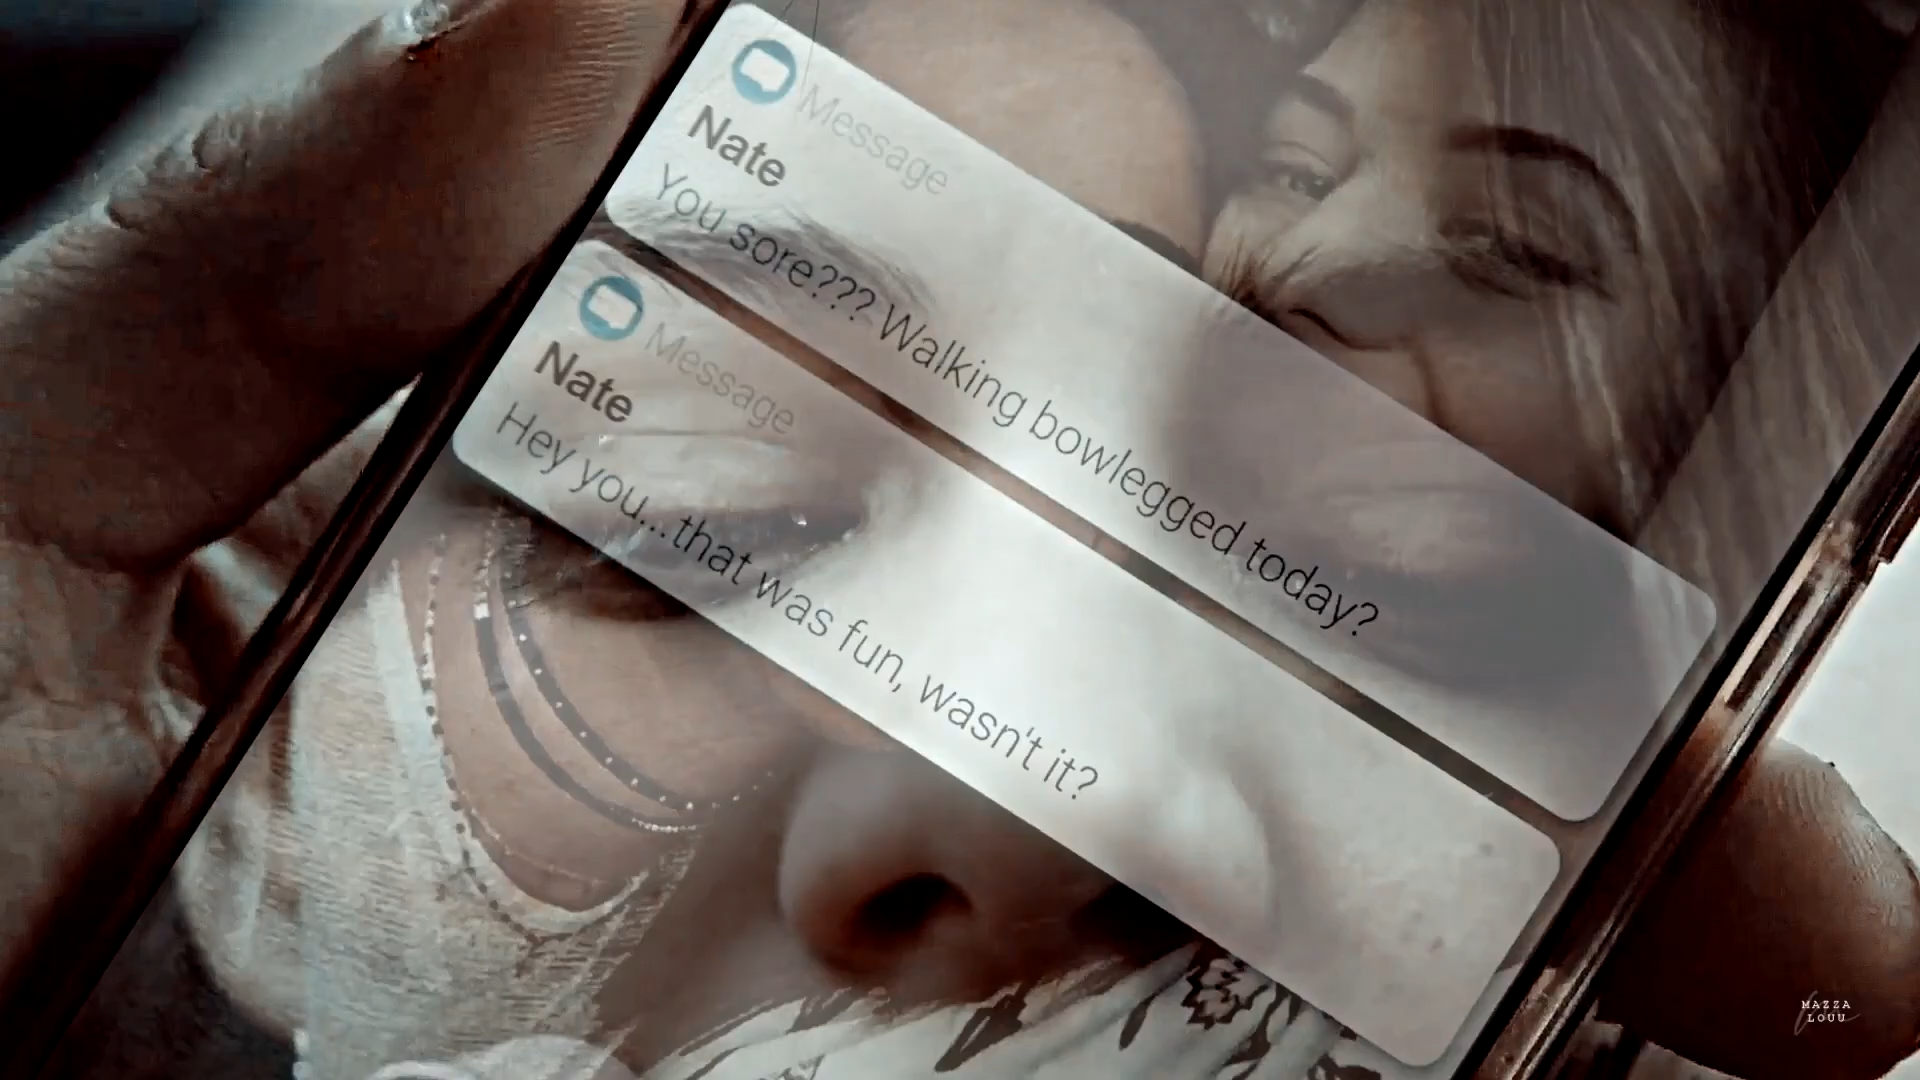 Message
Nate
You sore??? Walking bowlegged today?
Message
Nate
Hey you...that was fun, wasn't it?
MAZZA
LOUU